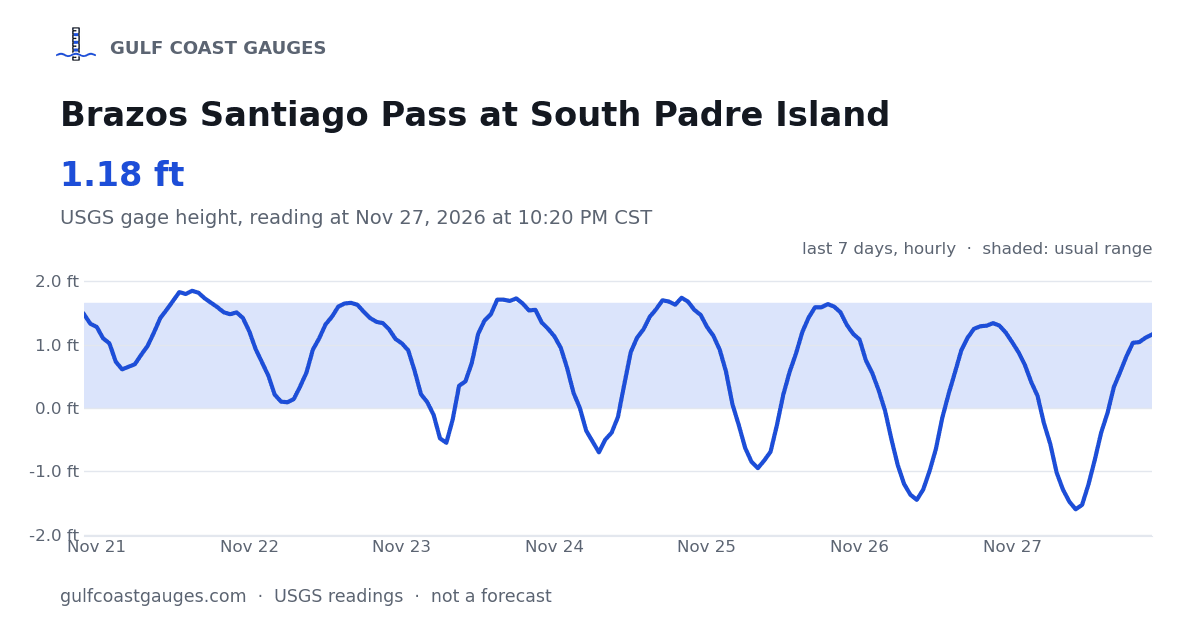 GULF COAST GAUGES
Brazos Santiago Pass at South Padre Island
1.18 ft
USGS gage height, reading at Nov 27, 2026 at 10:20 PM CST
last 7 days, hourly · shaded: usual range
2.0 ft
1.0 ft
0.0 ft
-1.0 ft
-2.0 ft
Nov 21 Nov 22 Nov 23 Nov 24 Nov 25 Nov 26 Nov 27
gulfcoastgauges.com · USGS readings · not a forecast